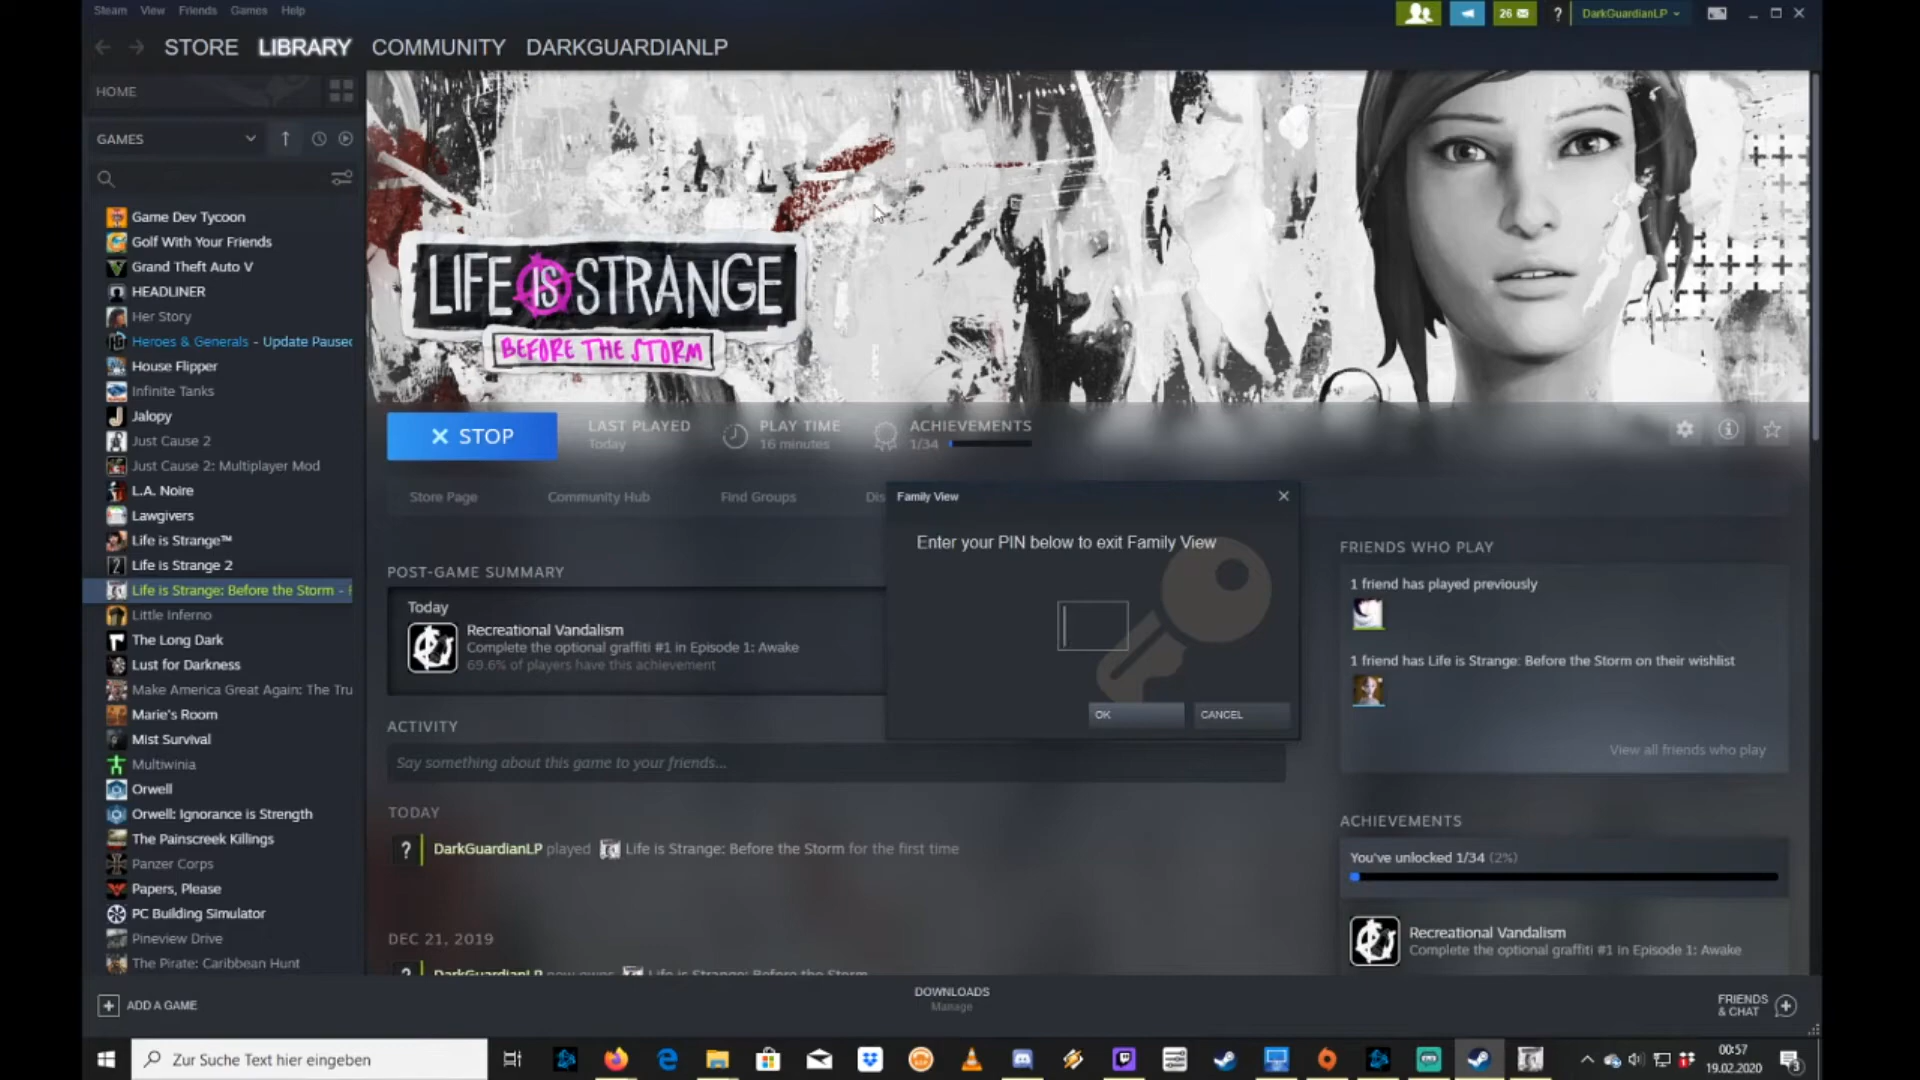 Steam View Friends Games Help
26
?
DarkGuardianLP
STORE LIBRARY COMMUNITY DARKGUARDIANLP
HOME
GAMES
Game Dev Tycoon
Golf With Your Friends
Grand Theft Auto V
HEADLINER
Her Story
Heroes & Generals - Update Paused
House Flipper
Infinite Tanks
Jalopy
Just Cause 2
Just Cause 2: Multiplayer Mod
L.A. Noire
Lawgivers
Life is Strange™
Life is Strange 2
Life is Strange: Before the Storm -
Little Inferno
The Long Dark
Lust for Darkness
Make America Great Again: The Tru
Marie's Room
Mist Survival
Multiwinia
Orwell
Orwell: Ignorance is Strength
The Painscreek Killings
Panzer Corps
Papers, Please
PC Building Simulator
Pineview Drive
The Pirate: Caribbean Hunt
LIFE IS STRANGE
BEFORE THE STORM
STOP
LAST PLAYED
Today
PLAY TIME
16 minutes
ACHIEVEMENTS
1/34
Store Page Community Hub Find Groups Dis
Family View
Enter your PIN below to exit Family View
OK CANCEL
POST-GAME SUMMARY
Today
Recreational Vandalism
Complete the optional graffiti #1 in Episode 1: Awake
69.6% of players have this achievement
ACTIVITY
Say something about this game to your friends...
TODAY
? DarkGuardianLP played Life is Strange: Before the Storm for the first time
DEC 21, 2019
? DarkGuardianLP now owns Life is Strange: Before the Storm
FRIENDS WHO PLAY
1 friend has played previously
1 friend has Life is Strange: Before the Storm on their wishlist
View all friends who play
ACHIEVEMENTS
You've unlocked 1/34 (2%)
Recreational Vandalism
Complete the optional graffiti #1 in Episode 1: Awake
ADD A GAME
DOWNLOADS
Manage
FRIENDS
& CHAT
Zur Suche Text hier eingeben
00:57
19.02.2020
3